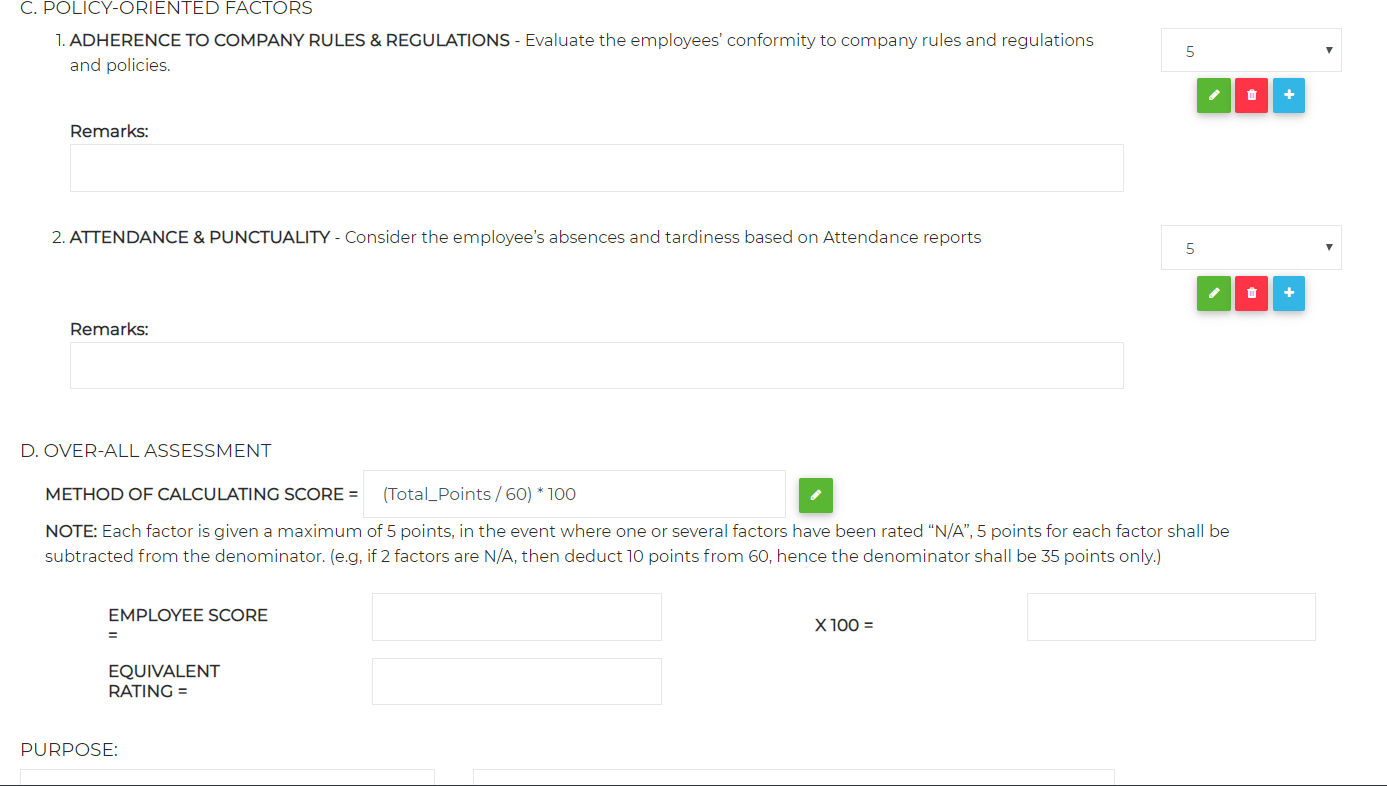 C. POLICY-ORIENTED FACTORS
1. ADHERENCE TO COMPANY RULES & REGULATIONS - Evaluate the employees’ conformity to company rules and regulations
and policies.
5
Remarks:
2. ATTENDANCE & PUNCTUALITY - Consider the employee’s absences and tardiness based on Attendance reports
5
Remarks:
D. OVER-ALL ASSESSMENT
METHOD OF CALCULATING SCORE = (Total_Points / 60) * 100
NOTE: Each factor is given a maximum of 5 points, in the event where one or several factors have been rated “N/A”, 5 points for each factor shall be
subtracted from the denominator. (e.g, if 2 factors are N/A, then deduct 10 points from 60, hence the denominator shall be 35 points only.)
EMPLOYEE SCORE
=
X 100 =
EQUIVALENT
RATING =
PURPOSE: